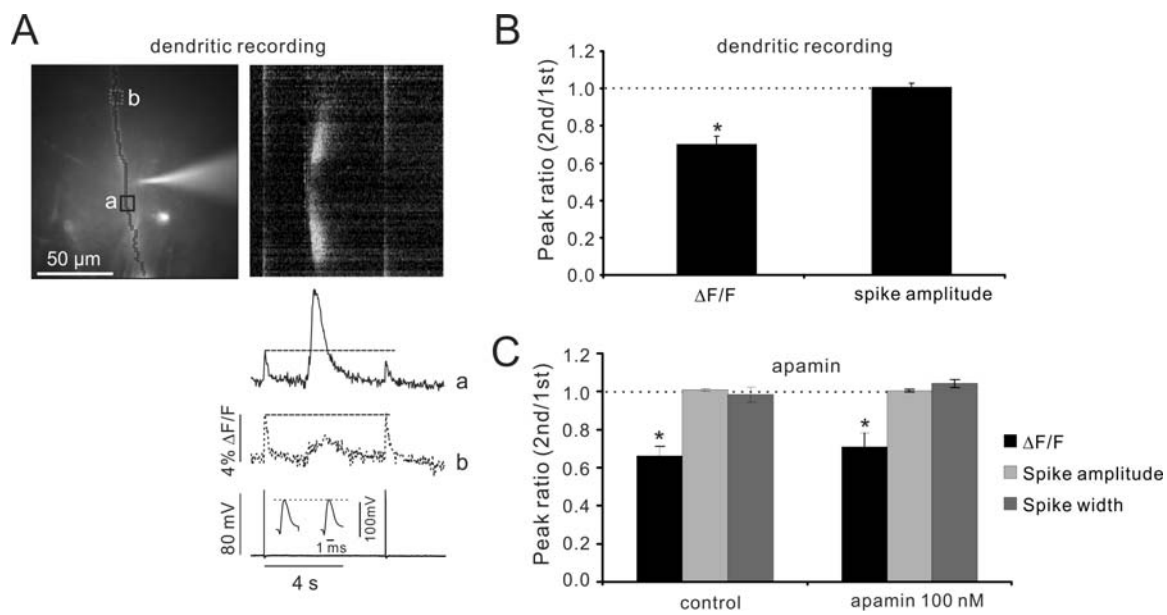 A
dendritic recording
b
a
50 μm
a
4% ΔF/F
b
80 mV
100mV
1 ms
4 s
B
dendritic recording
Peak ratio (2nd/1st)
1.2
1.0
0.8
0.6
0.4
0.2
0.0
*
ΔF/F
spike amplitude
C
apamin
Peak ratio (2nd/1st)
1.2
1.0
0.8
0.6
0.4
0.2
0.0
*
*
control
apamin 100 nM
ΔF/F
Spike amplitude
Spike width